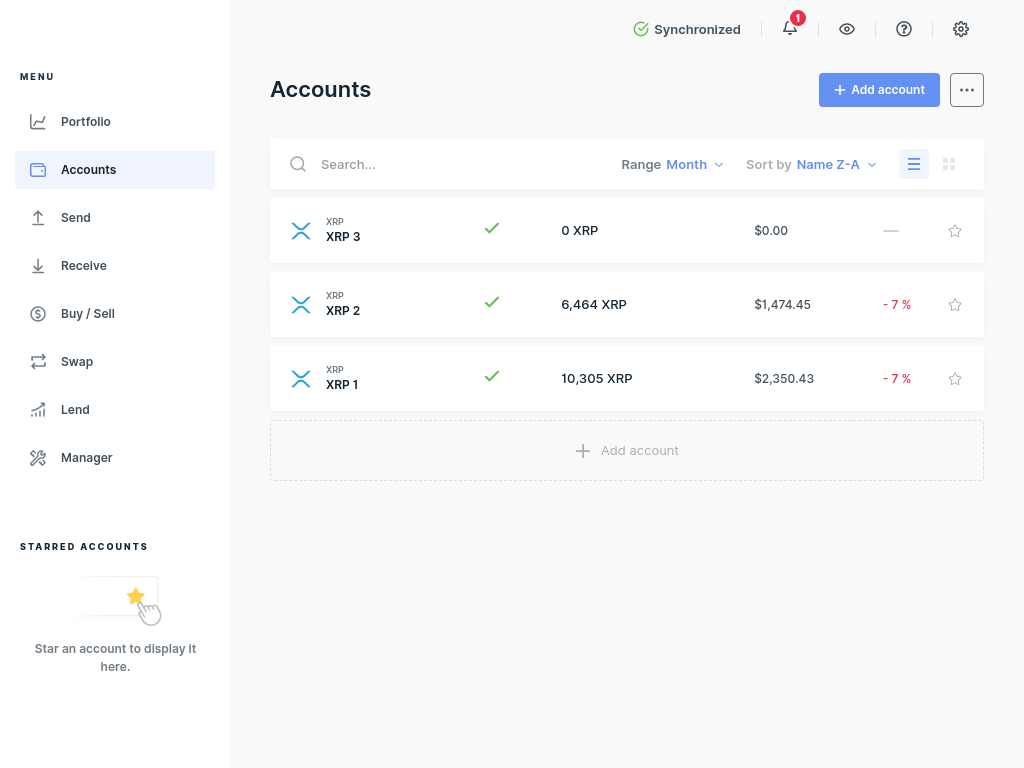 Synchronized
1
MENU
Portfolio
Accounts
Send
Receive
Buy / Sell
Swap
Lend
Manager
STARRED ACCOUNTS
Star an account to display it
here.
Accounts
Add account
Search...
Range Month
Sort by Name Z-A
XRP
XRP 3
0 XRP
$0.00
XRP
XRP 2
6,464 XRP
$1,474.45
- 7 %
XRP
XRP 1
10,305 XRP
$2,350.43
- 7 %
Add account